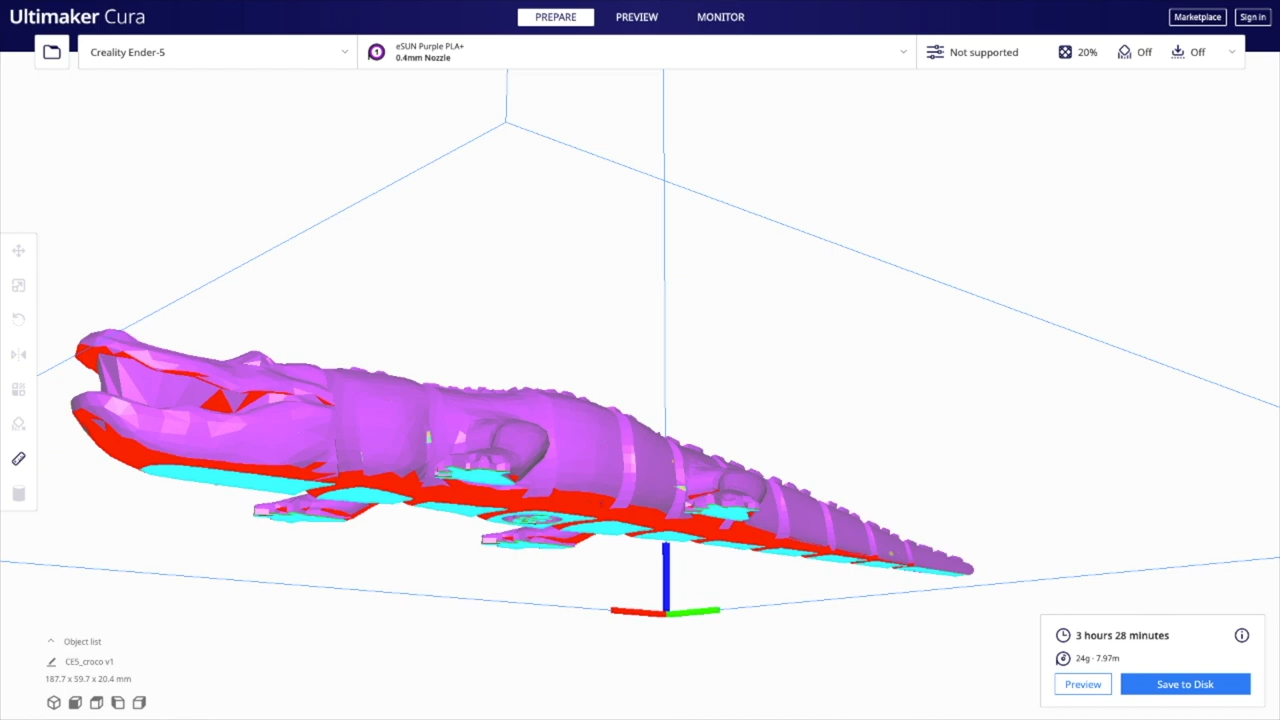 Ultimaker Cura
PREPARE
PREVIEW
MONITOR
Marketplace
Sign in
Creality Ender-5
1
eSUN Purple PLA+
0.4mm Nozzle
Not supported
20%
Off
Off
Object list
CE5_croco v1
187.7 x 59.7 x 20.4 mm
3 hours 28 minutes
24g · 7.97m
Preview
Save to Disk